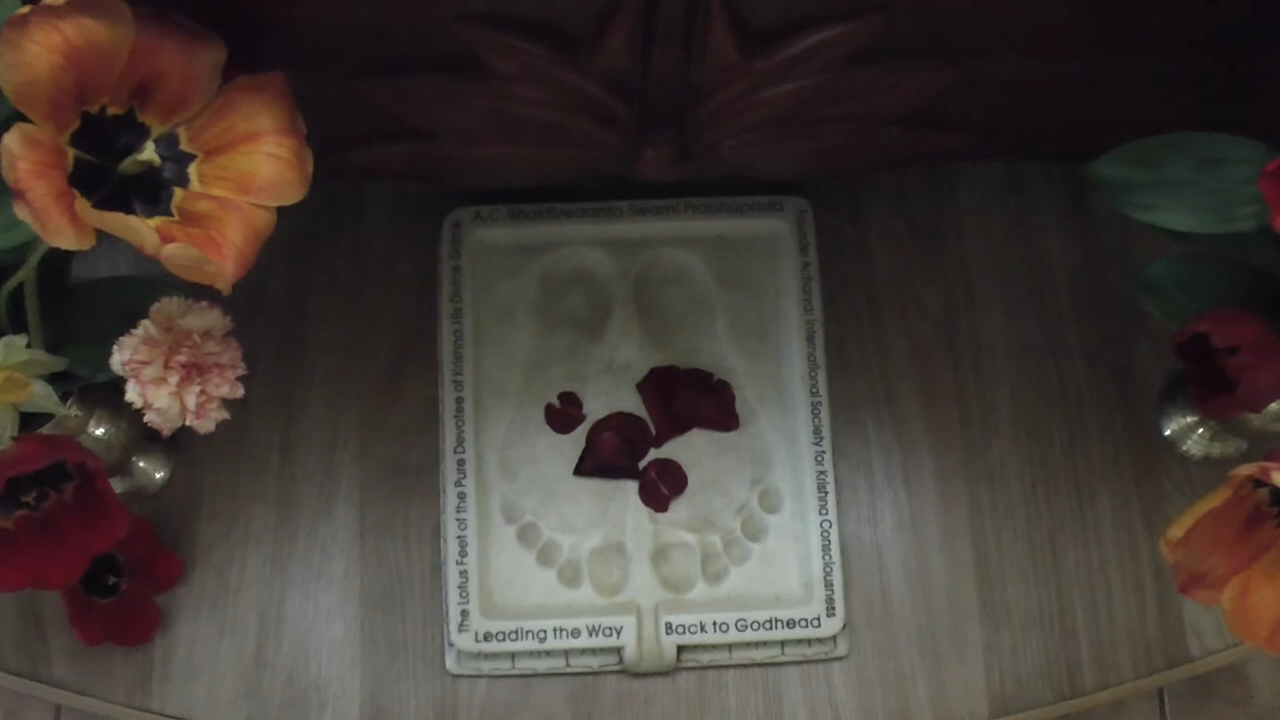 The Lotus Feet of the Pure Devotee of Krishna His Divine Grace
A.C. Bhaktivedanta Swami Prabhupada
Founder Acharya: International Society for Krishna Consciousness
Leading the Way
Back to Godhead